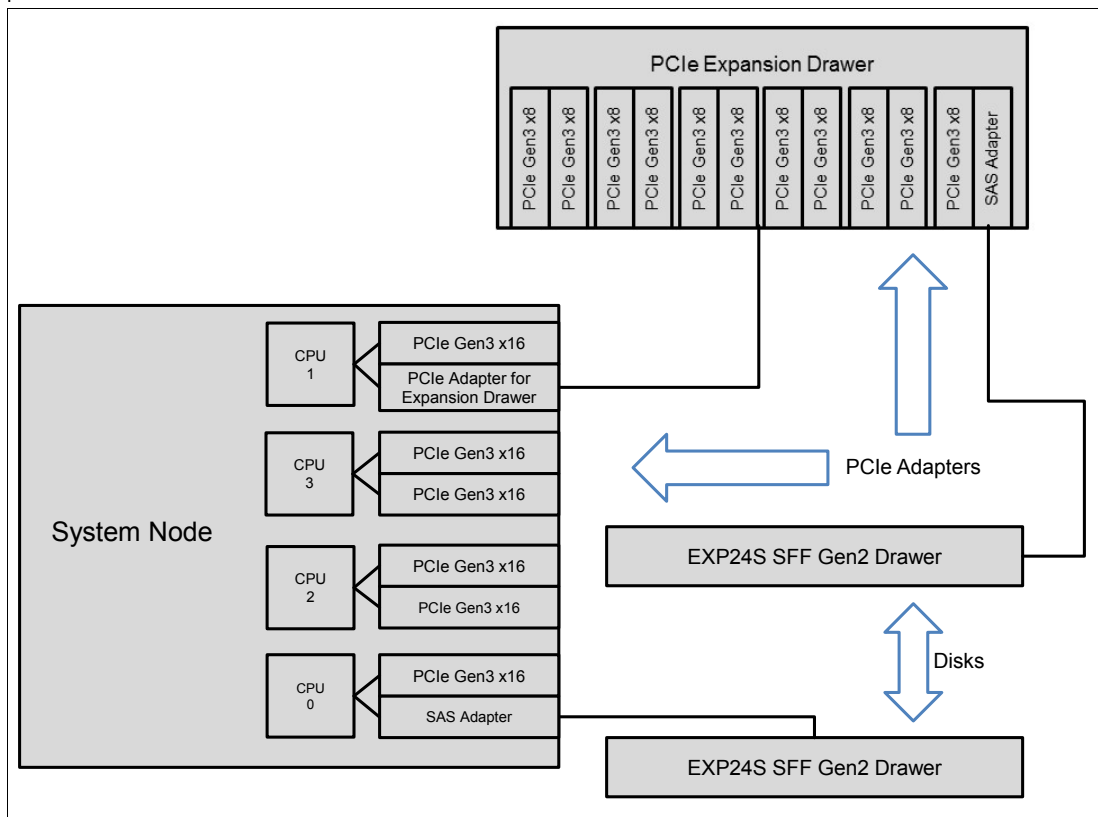 PCIe Expansion Drawer
PCIe Gen3 x8
PCIe Gen3 x8
PCIe Gen3 x8
PCIe Gen3 x8
PCIe Gen3 x8
PCIe Gen3 x8
PCIe Gen3 x8
PCIe Gen3 x8
PCIe Gen3 x8
PCIe Gen3 x8
PCIe Gen3 x8
SAS Adapter
System Node
CPU
1
PCIe Gen3 x16
PCIe Adapter for
Expansion Drawer
CPU
3
PCIe Gen3 x16
PCIe Gen3 x16
CPU
2
PCIe Gen3 x16
PCIe Gen3 x16
CPU
0
PCIe Gen3 x16
SAS Adapter
PCIe Adapters
EXP24S SFF Gen2 Drawer
Disks
EXP24S SFF Gen2 Drawer